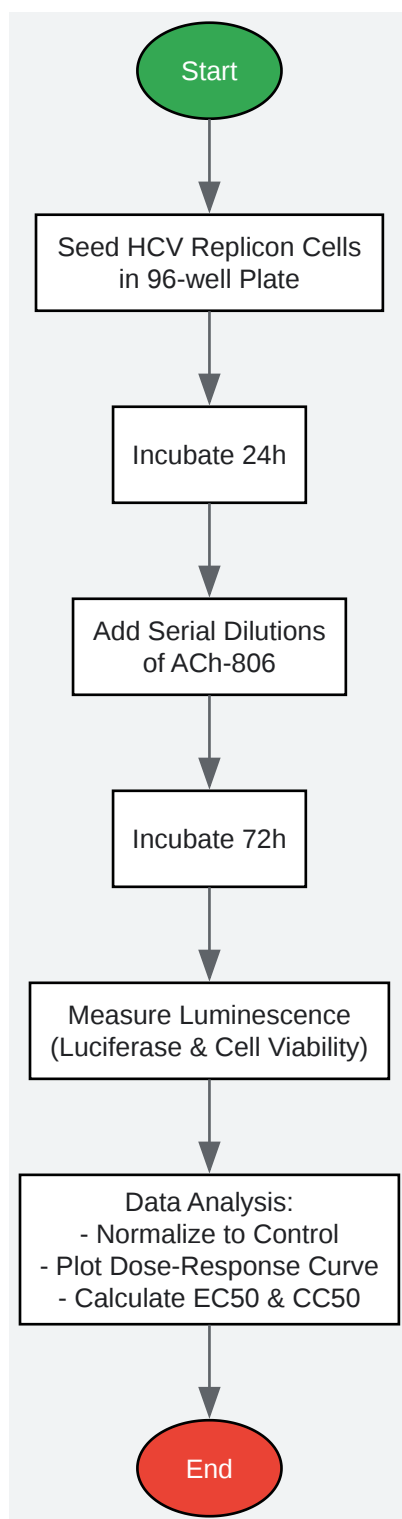 Start
Seed HCV Replicon Cells
in 96-well Plate
Incubate 24h
Add Serial Dilutions
of ACh-806
Incubate 72h
Measure Luminescence
(Luciferase & Cell Viability)
Data Analysis:
- Normalize to Control
- Plot Dose-Response Curve
- Calculate EC50 & CC50
End